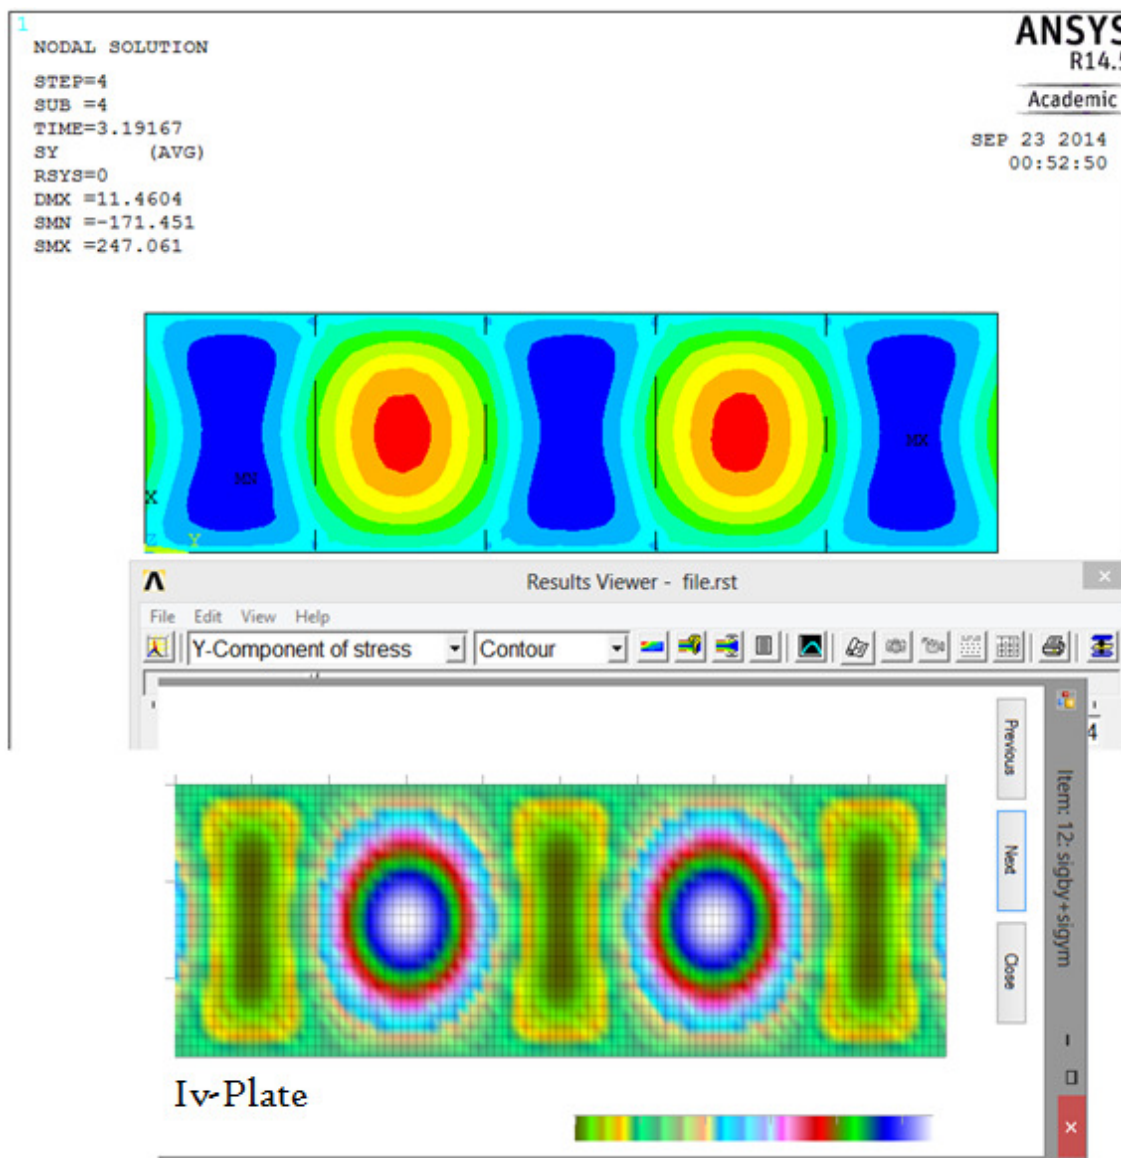 1
NODAL SOLUTION
STEP=4
SUB =4
TIME=3.19167
SY (AVG)
RSYS=0
DMX =11.4604
SMN =-171.451
SMX =247.061
ANSYS
R14.5
Academic
SEP 23 2014
00:52:50
MN
MX
X
Z Y
Results Viewer - file.rst
File Edit View Help
Y-Component of stress
Contour
4
Previous
Next
Close
Item: 12: sigby+sigym
Iv-Plate